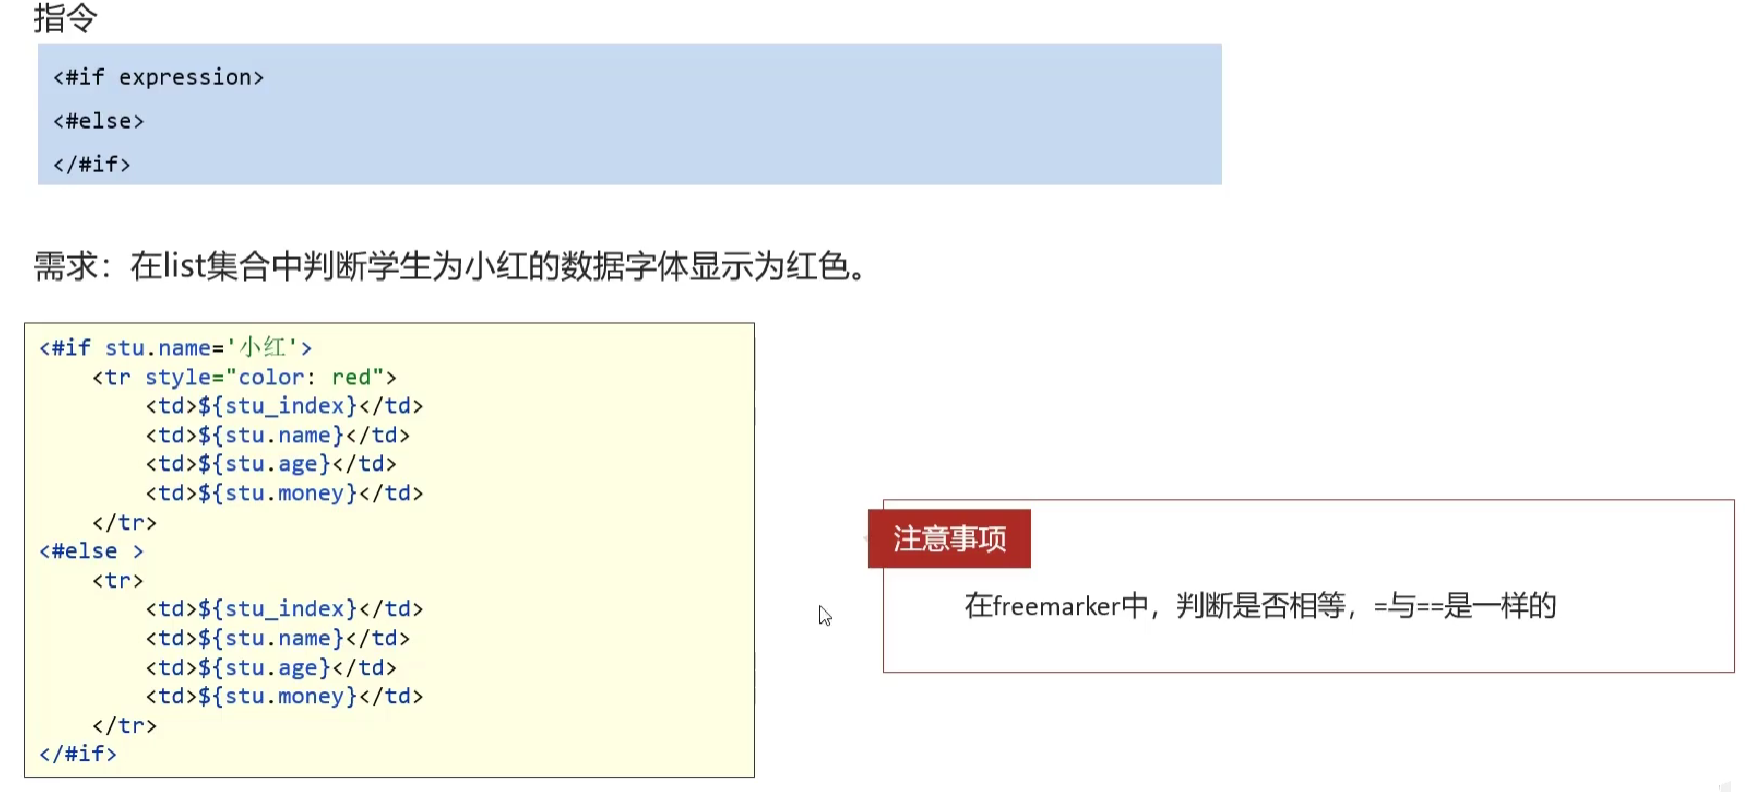 指令
<#if expression>
<#else>
</#if>
需求：在list集合中判断学生为小红的数据字体显示为红色。
<#if stu.name='小红'>
    <tr style="color: red">
        <td>${stu_index}</td>
        <td>${stu.name}</td>
        <td>${stu.age}</td>
        <td>${stu.money}</td>
    </tr>
<#else >
    <tr>
        <td>${stu_index}</td>
        <td>${stu.name}</td>
        <td>${stu.age}</td>
        <td>${stu.money}</td>
    </tr>
</#if>
注意事项
在freemarker中，判断是否相等，=与==是一样的